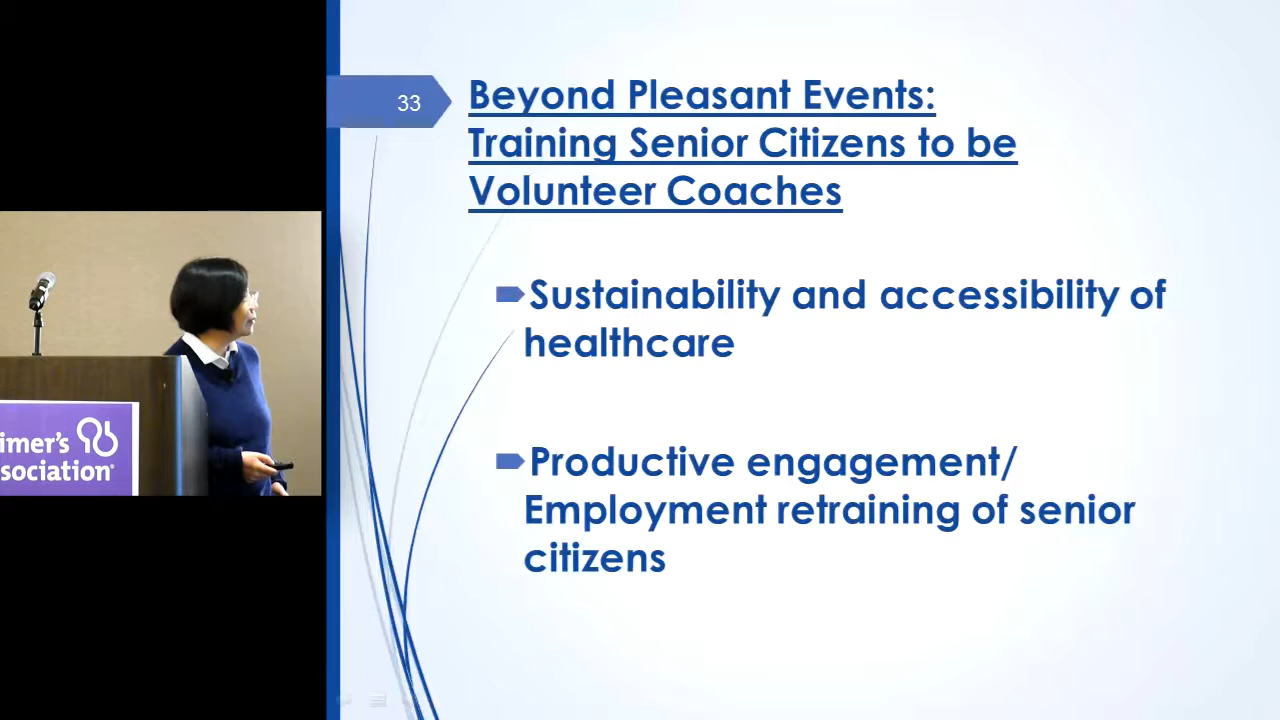 33
Beyond Pleasant Events:
Training Senior Citizens to be
Volunteer Coaches
Sustainability and accessibility of
healthcare
Productive engagement/
Employment retraining of senior
citizens
imer's
sociation®